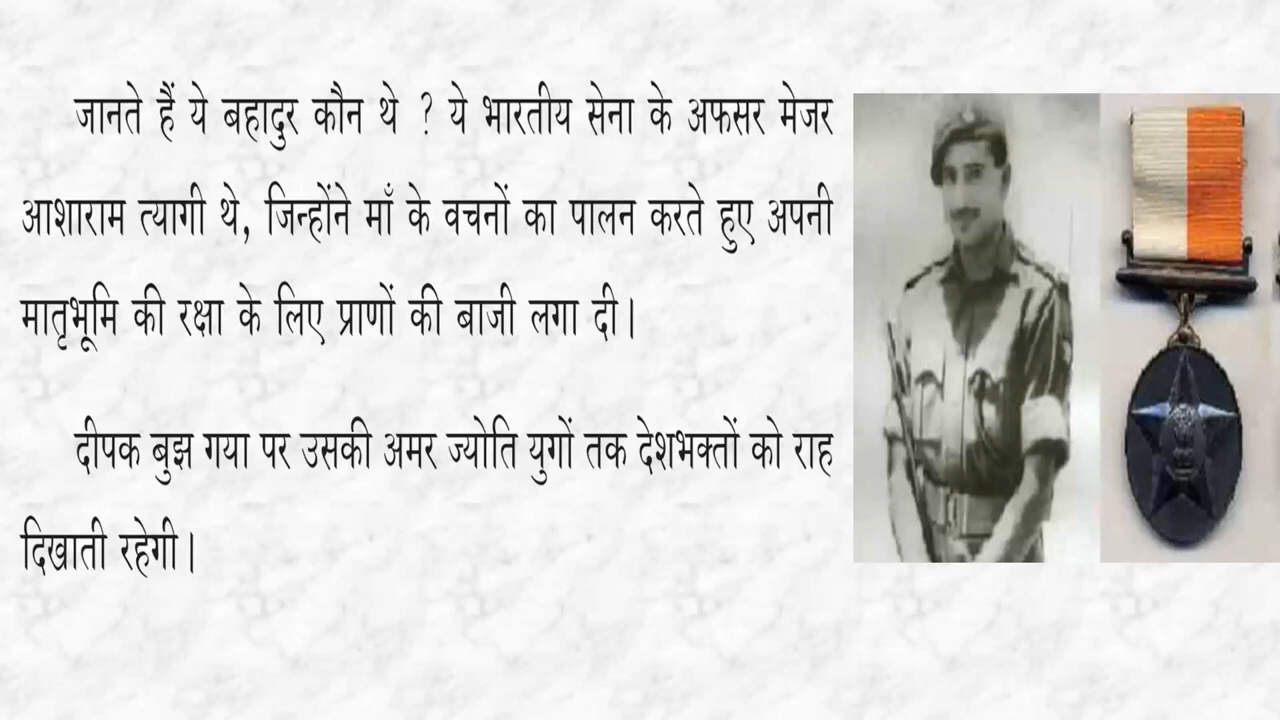 जानते हैं ये बहादुर कौन थे ? ये भारतीय सेना के अफसर मेजर
आशाराम त्यागी थे, जिन्होंने माँ के वचनों का पालन करते हुए अपनी
मातृभूमि की रक्षा के लिए प्राणों की बाजी लगा दी।
दीपक बुझ गया पर उसकी अमर ज्योति युगों तक देशभक्तों को राह
दिखाती रहेगी।